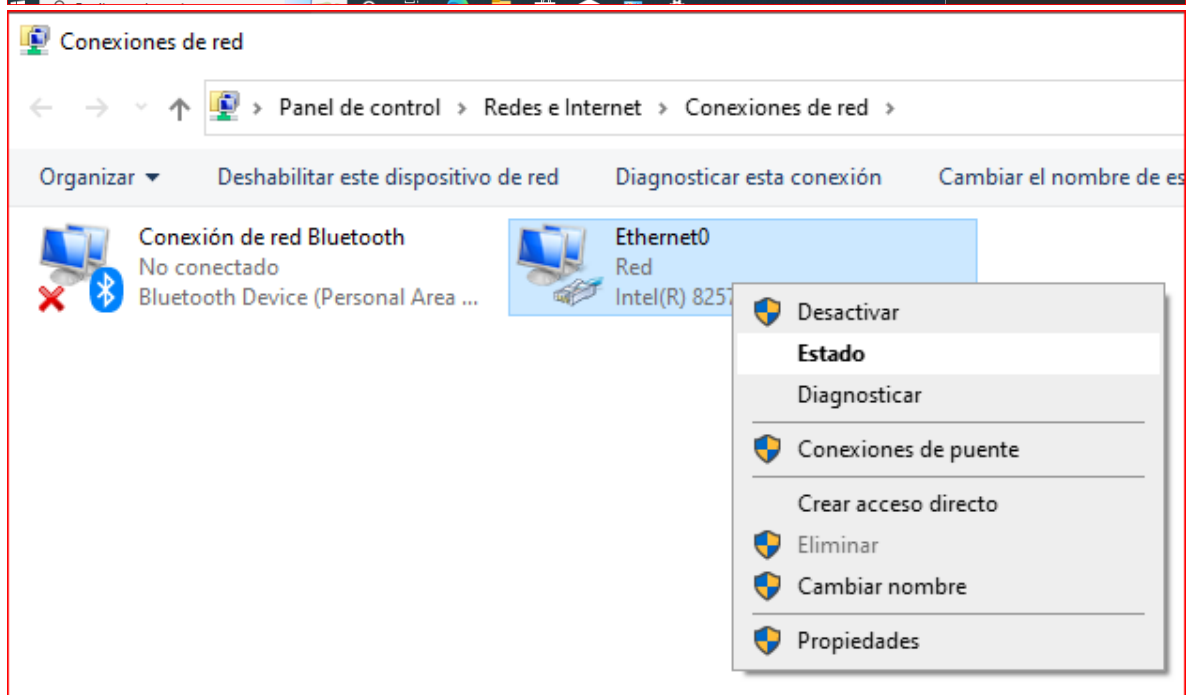 Conexiones de red
Panel de control > Redes e Internet > Conexiones de red >
Organizar Deshabilitar este dispositivo de red Diagnosticar esta conexión Cambiar el nombre de es
Conexión de red Bluetooth
No conectado
Bluetooth Device (Personal Area ...
Ethernet0
Red
Intel(R) 825
Desactivar
Estado
Diagnosticar
Conexiones de puente
Crear acceso directo
Eliminar
Cambiar nombre
Propiedades